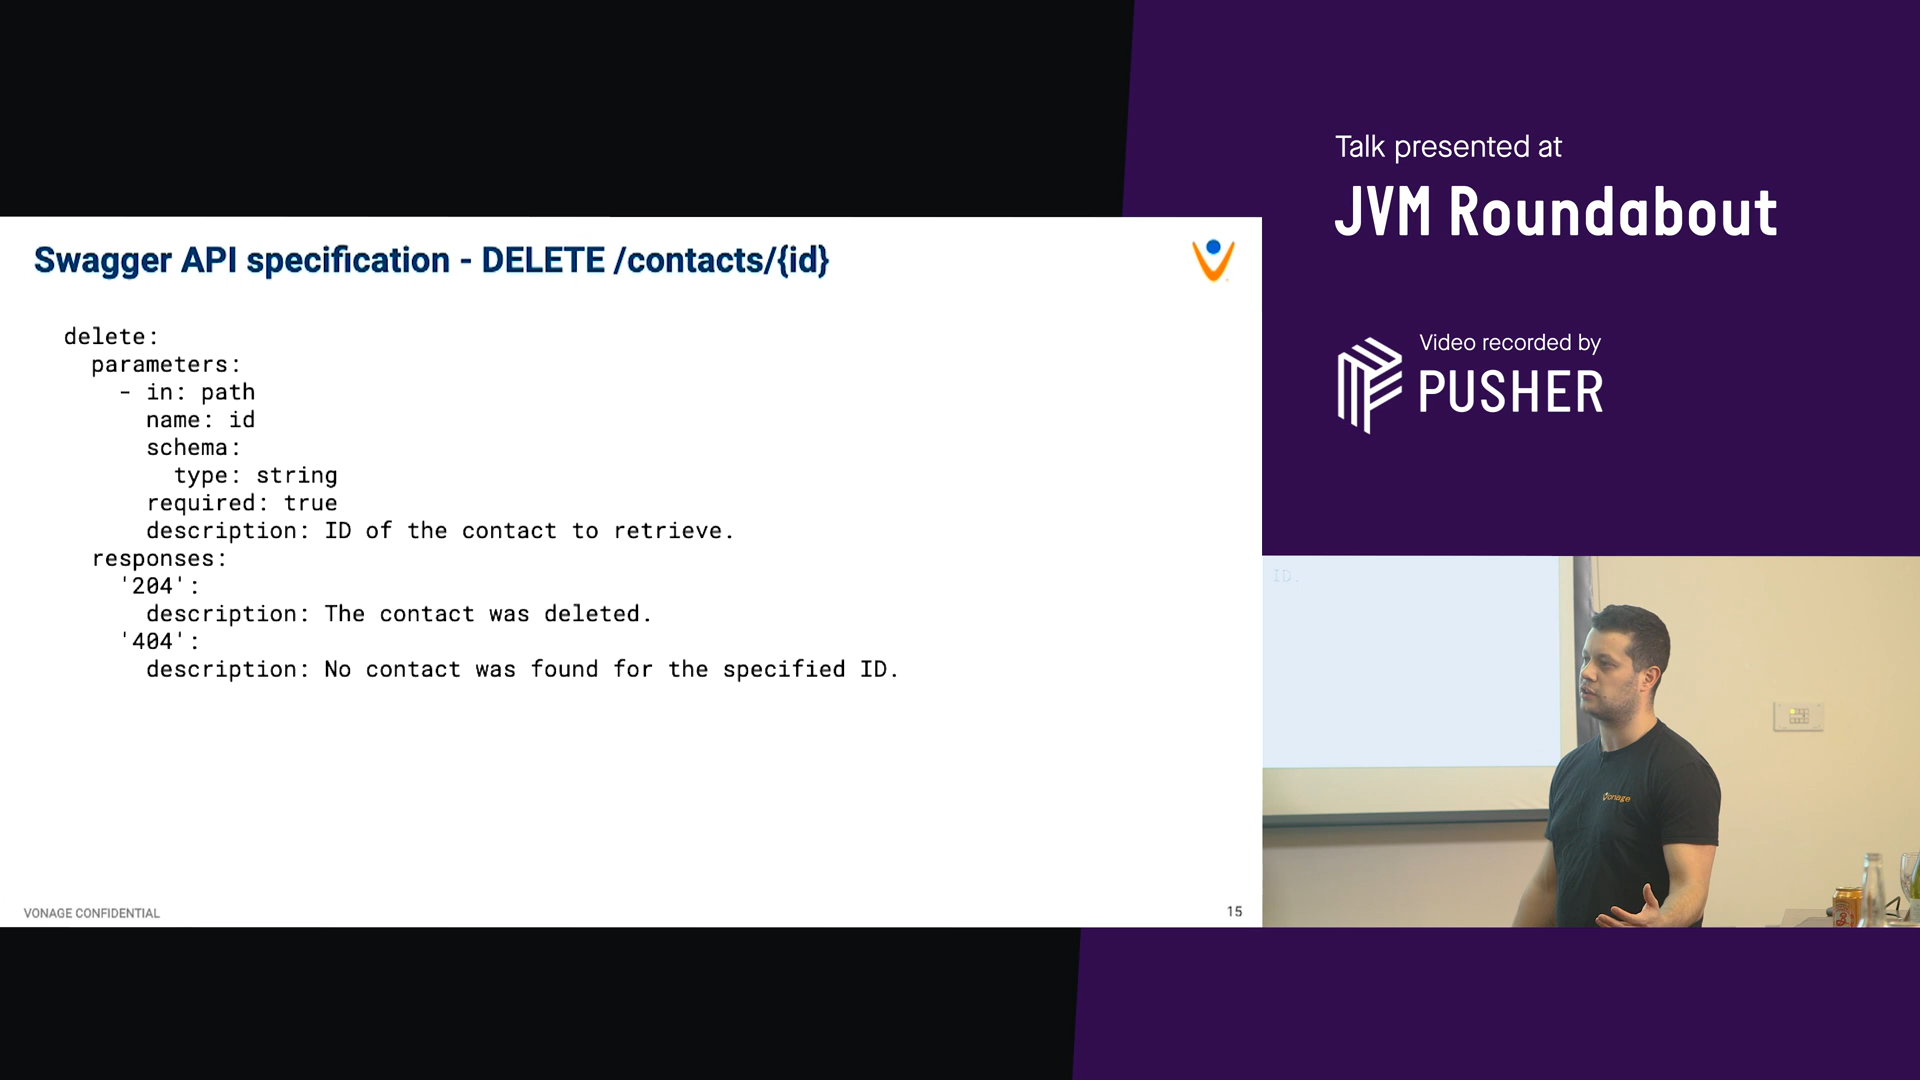 Talk presented at
JVM Roundabout
Video recorded by
PUSHER
Swagger API specification - DELETE /contacts/{id}
delete:
parameters:
- in: path
name: id
schema:
type: string
required: true
description: ID of the contact to retrieve.
responses:
'204':
description: The contact was deleted.
'404':
description: No contact was found for the specified ID.
VONAGE CONFIDENTIAL
15
ID.
Vonage